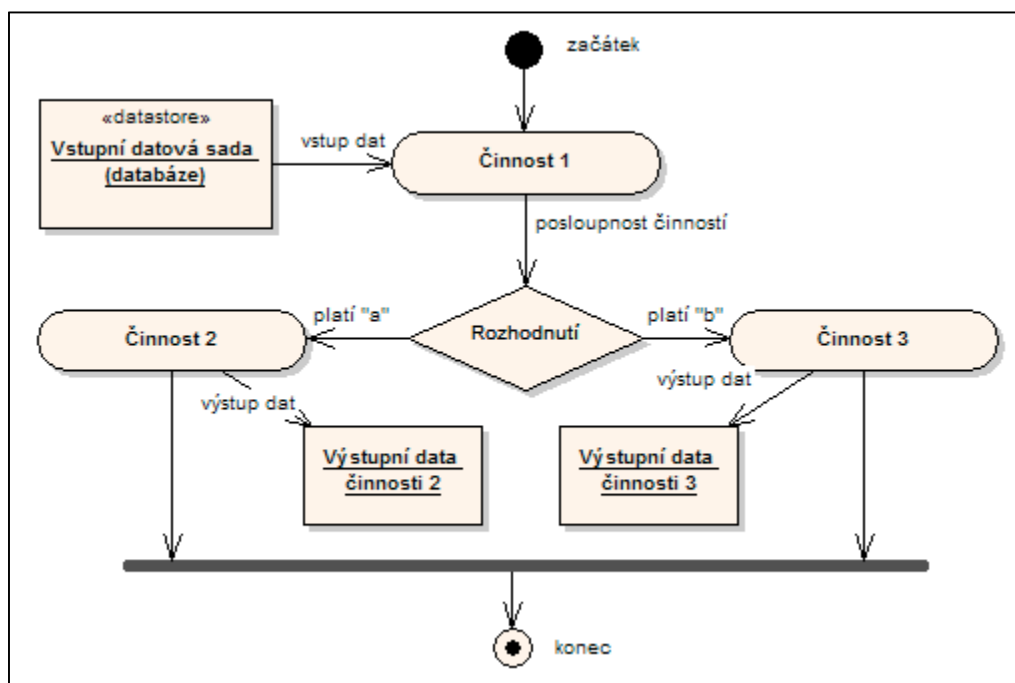 začátek
«datastore»
Vstupní datová sada
(databáze)
vstup dat
Činnost 1
posloupnost činností
platí "a"
Rozhodnutí
platí "b"
Činnost 2
Činnost 3
výstup dat
výstup dat
Výstupní data
činnosti 2
Výstupní data
činnosti 3
konec